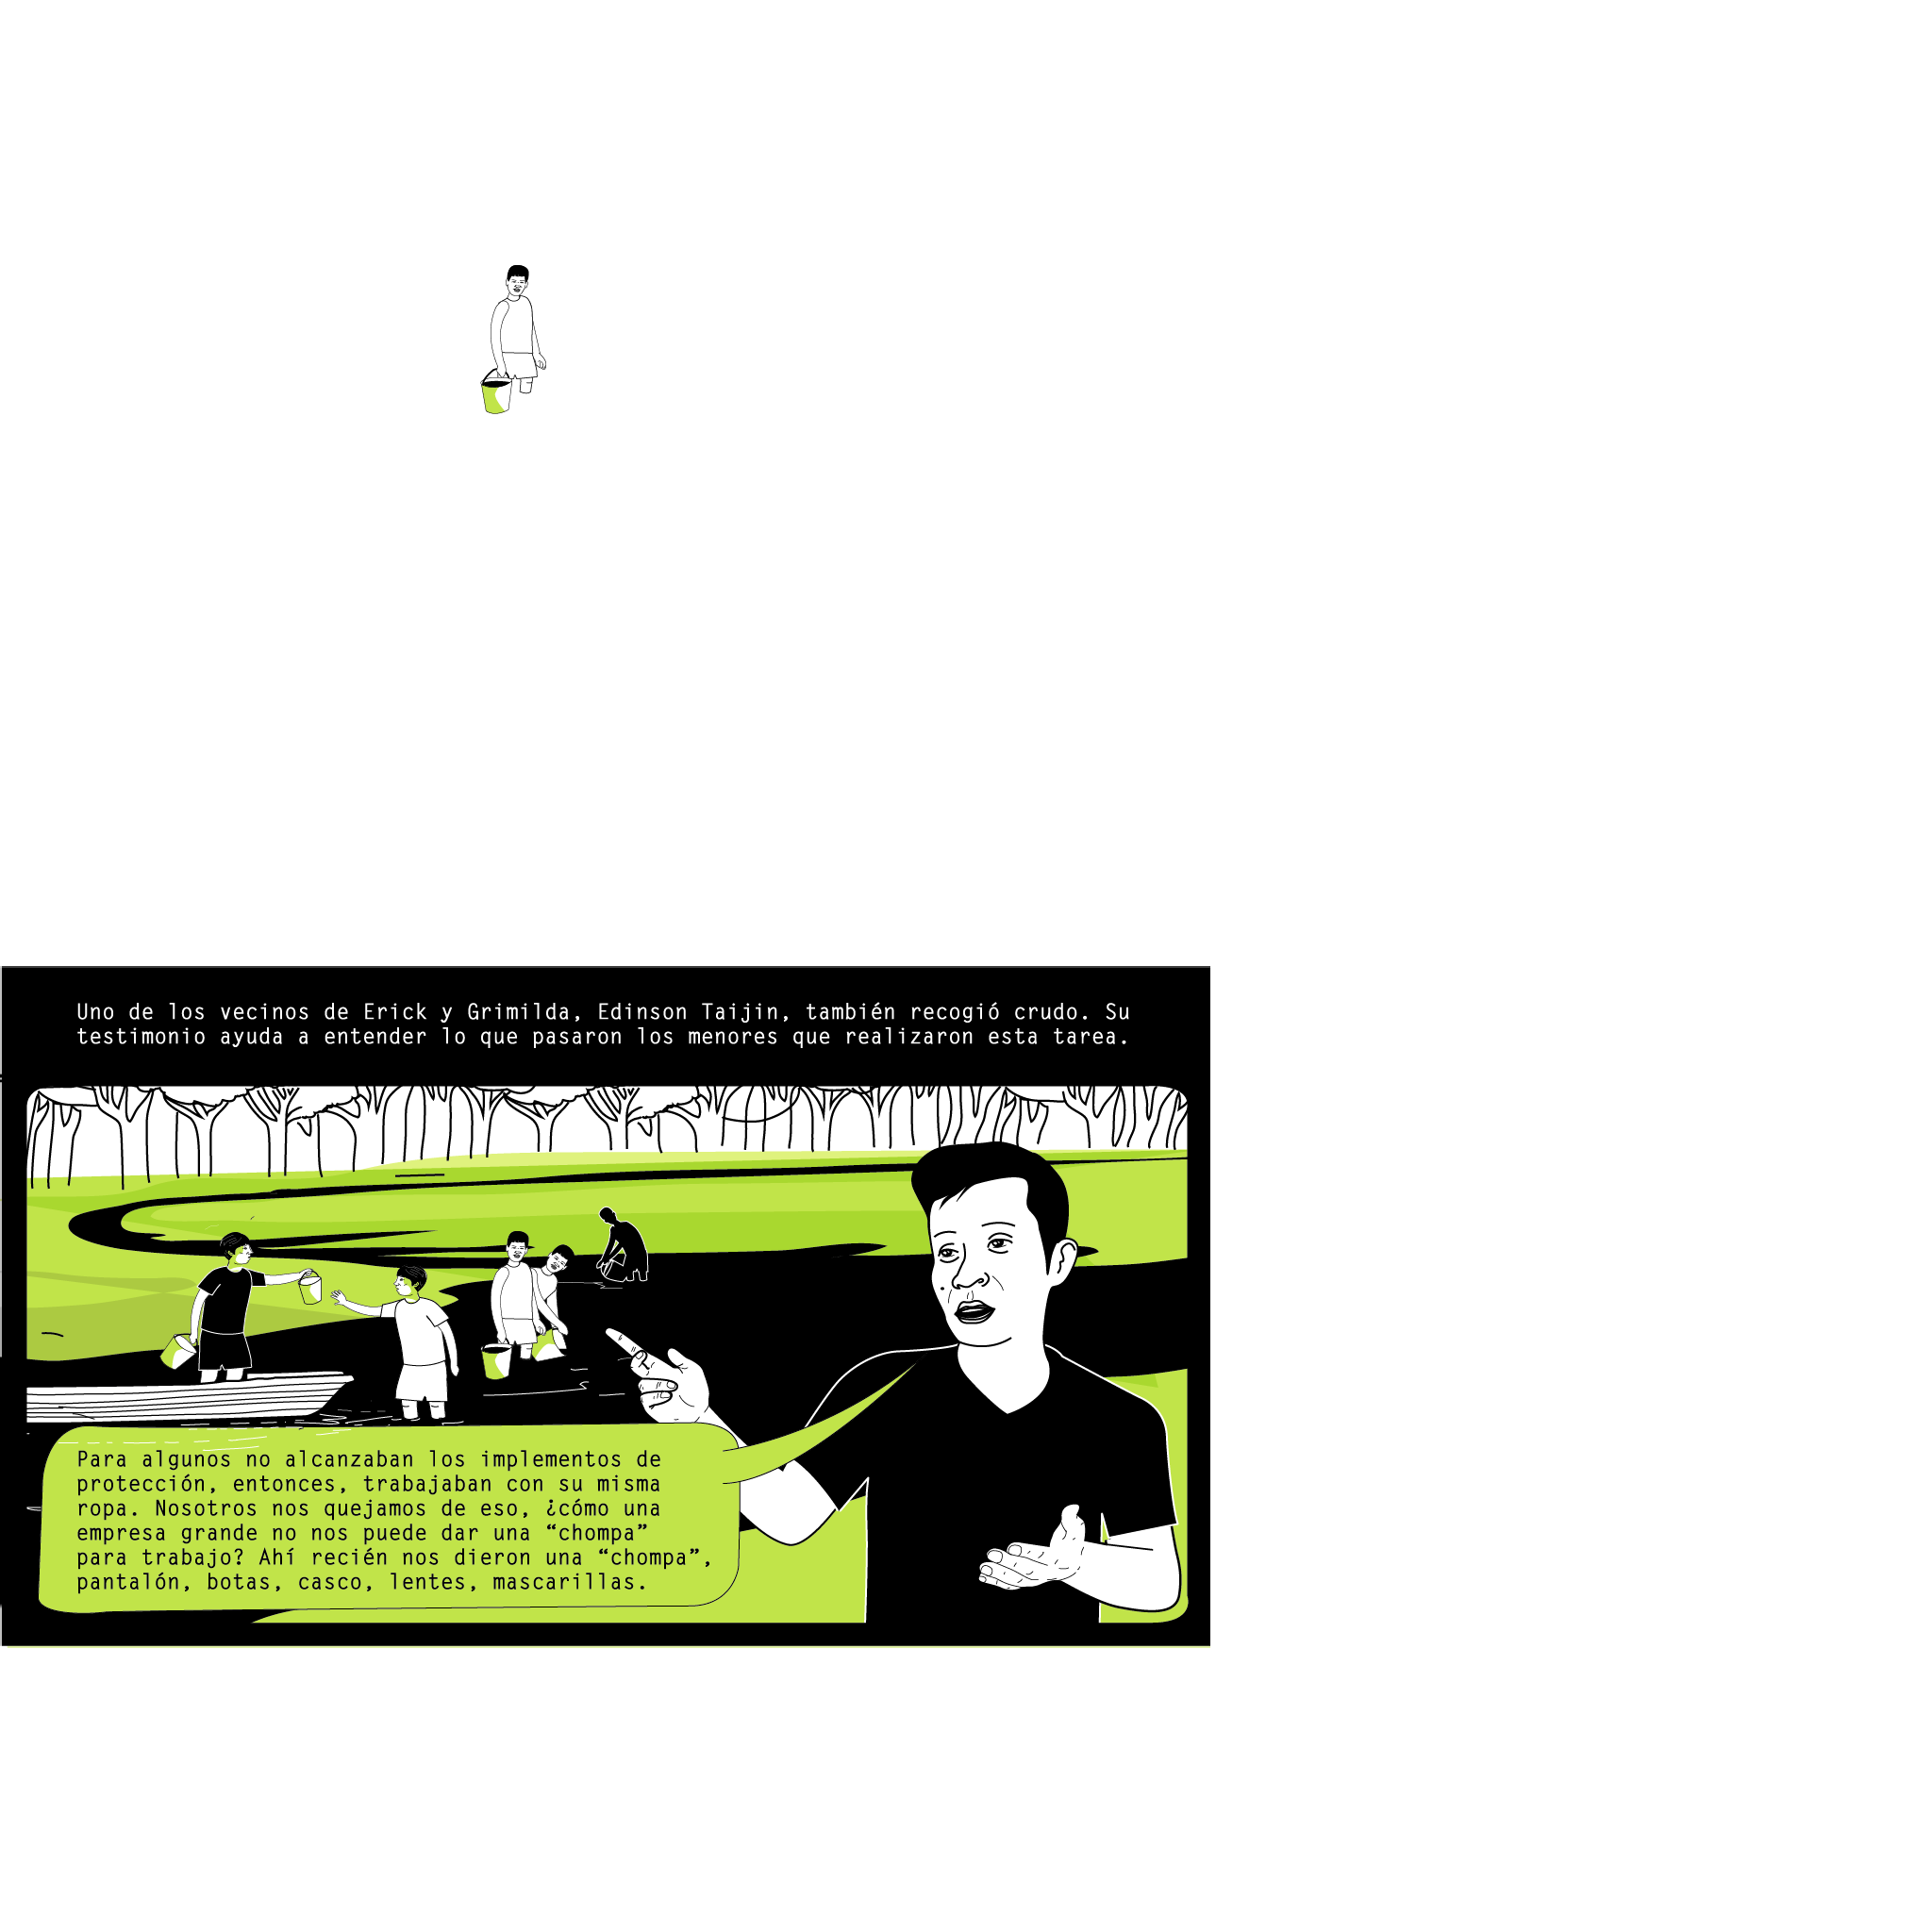 Uno de los vecinos de Erick y Grimilda, Edinson Taijin, también recogió crudo. Su
testimonio ayuda a entender lo que pasaron los menores que realizaron esta tarea.
Para algunos no alcanzaban los implementos de
protección, entonces, trabajaban con su misma
ropa. Nosotros nos quejamos de eso, ¿cómo una
empresa grande no nos puede dar una “chompa”
para trabajo? Ahí recién nos dieron una “chompa”,
pantalón, botas, casco, lentes, mascarillas.